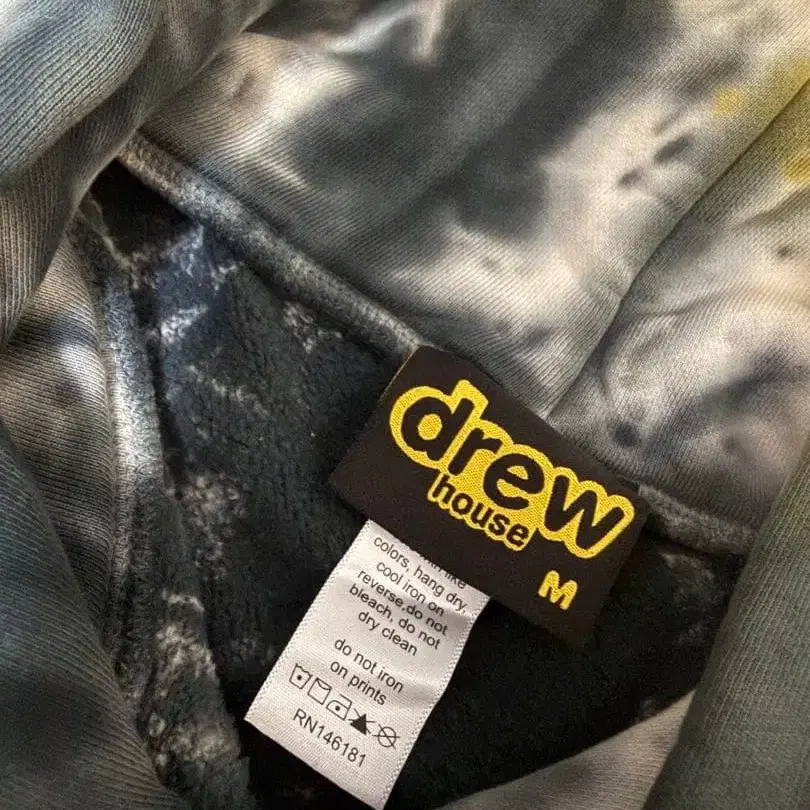 drew
house
M
like
colors, hang dry,
cool iron on
reverse,do not
bleach, do not
dry clean
do not iron
on prints
RN146181